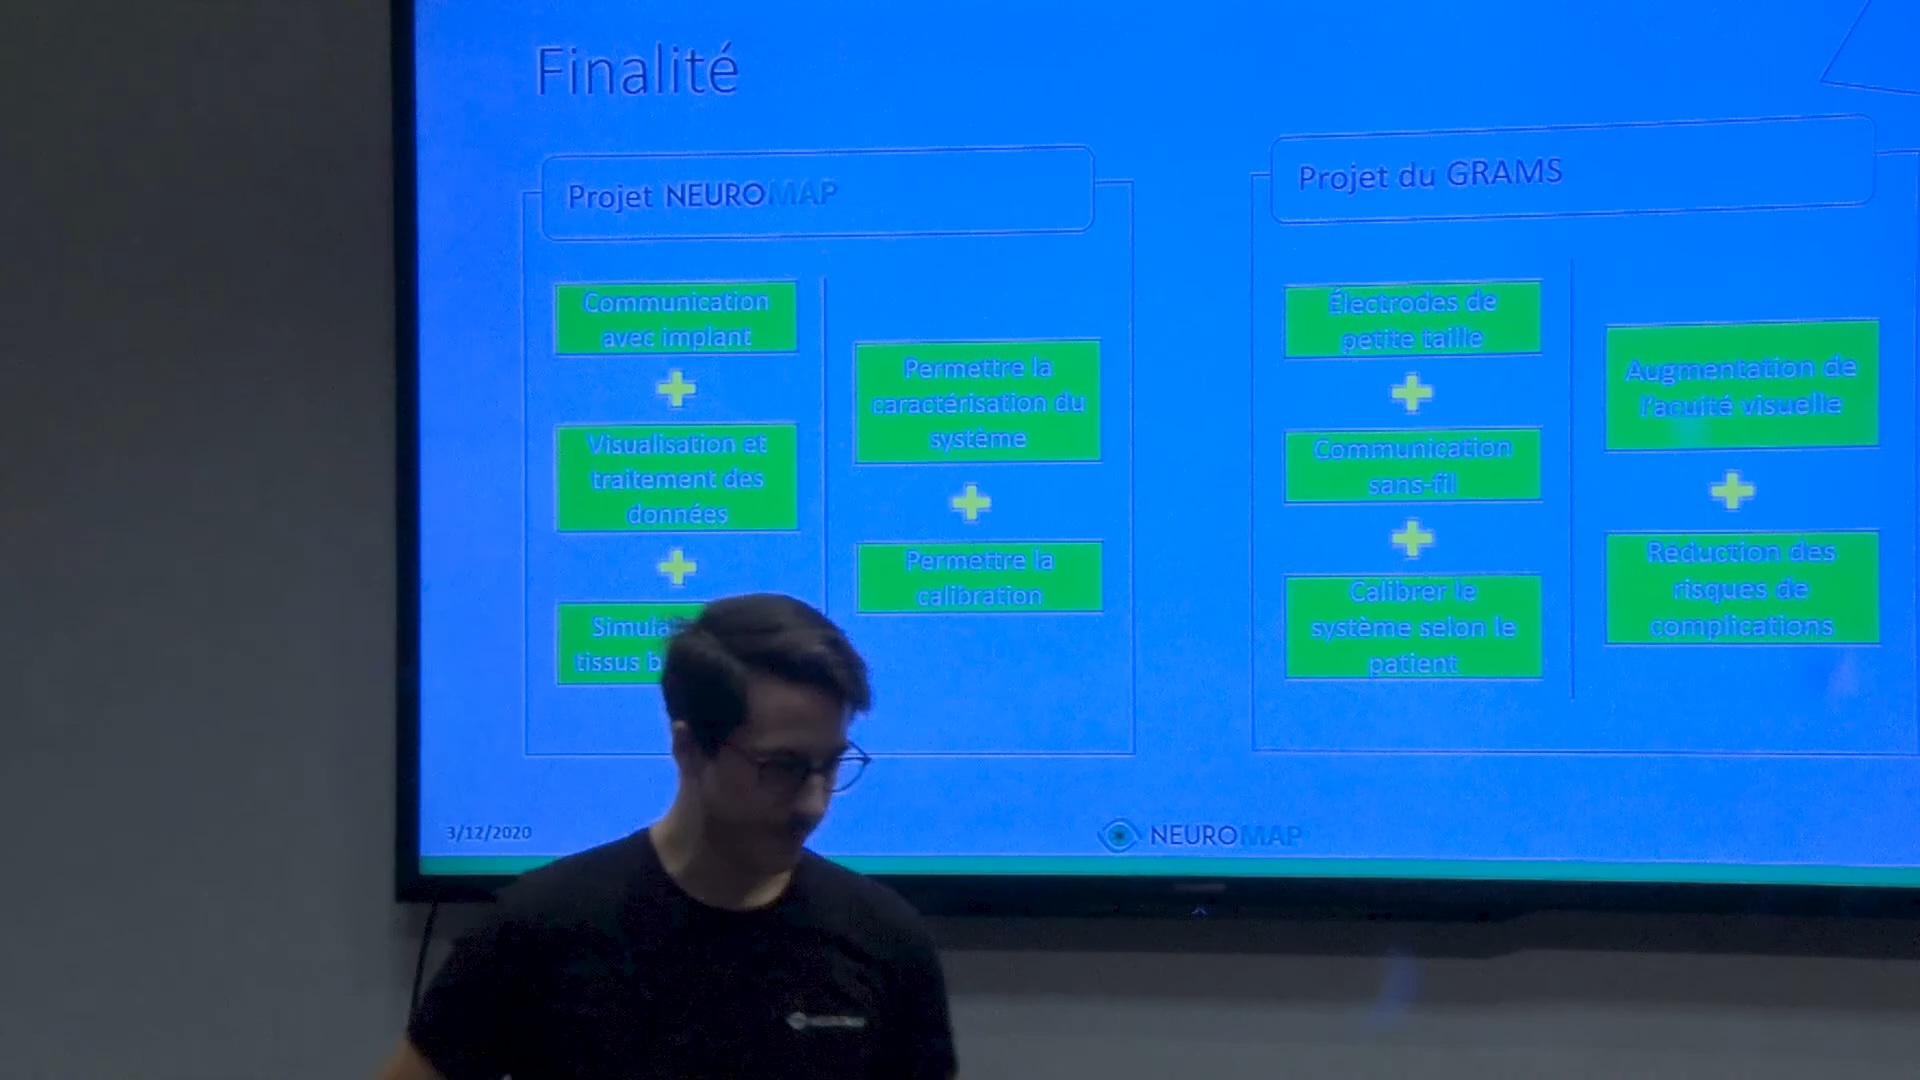 Finalité
Projet NEUROMAP
Communication
avec implant
Visualisation et
traitement des
données
tissus
Permettre la
caractérisation du
système
Permettre la
calibration
Projet du GRAMS
Électrodes de
petite taille
Communication
sans-fil
Calibrer le
système selon le
patient
Augmentation de
l'acuité visuelle
Réduction des
risques de
complications
3/12/2020
NEUROMAP